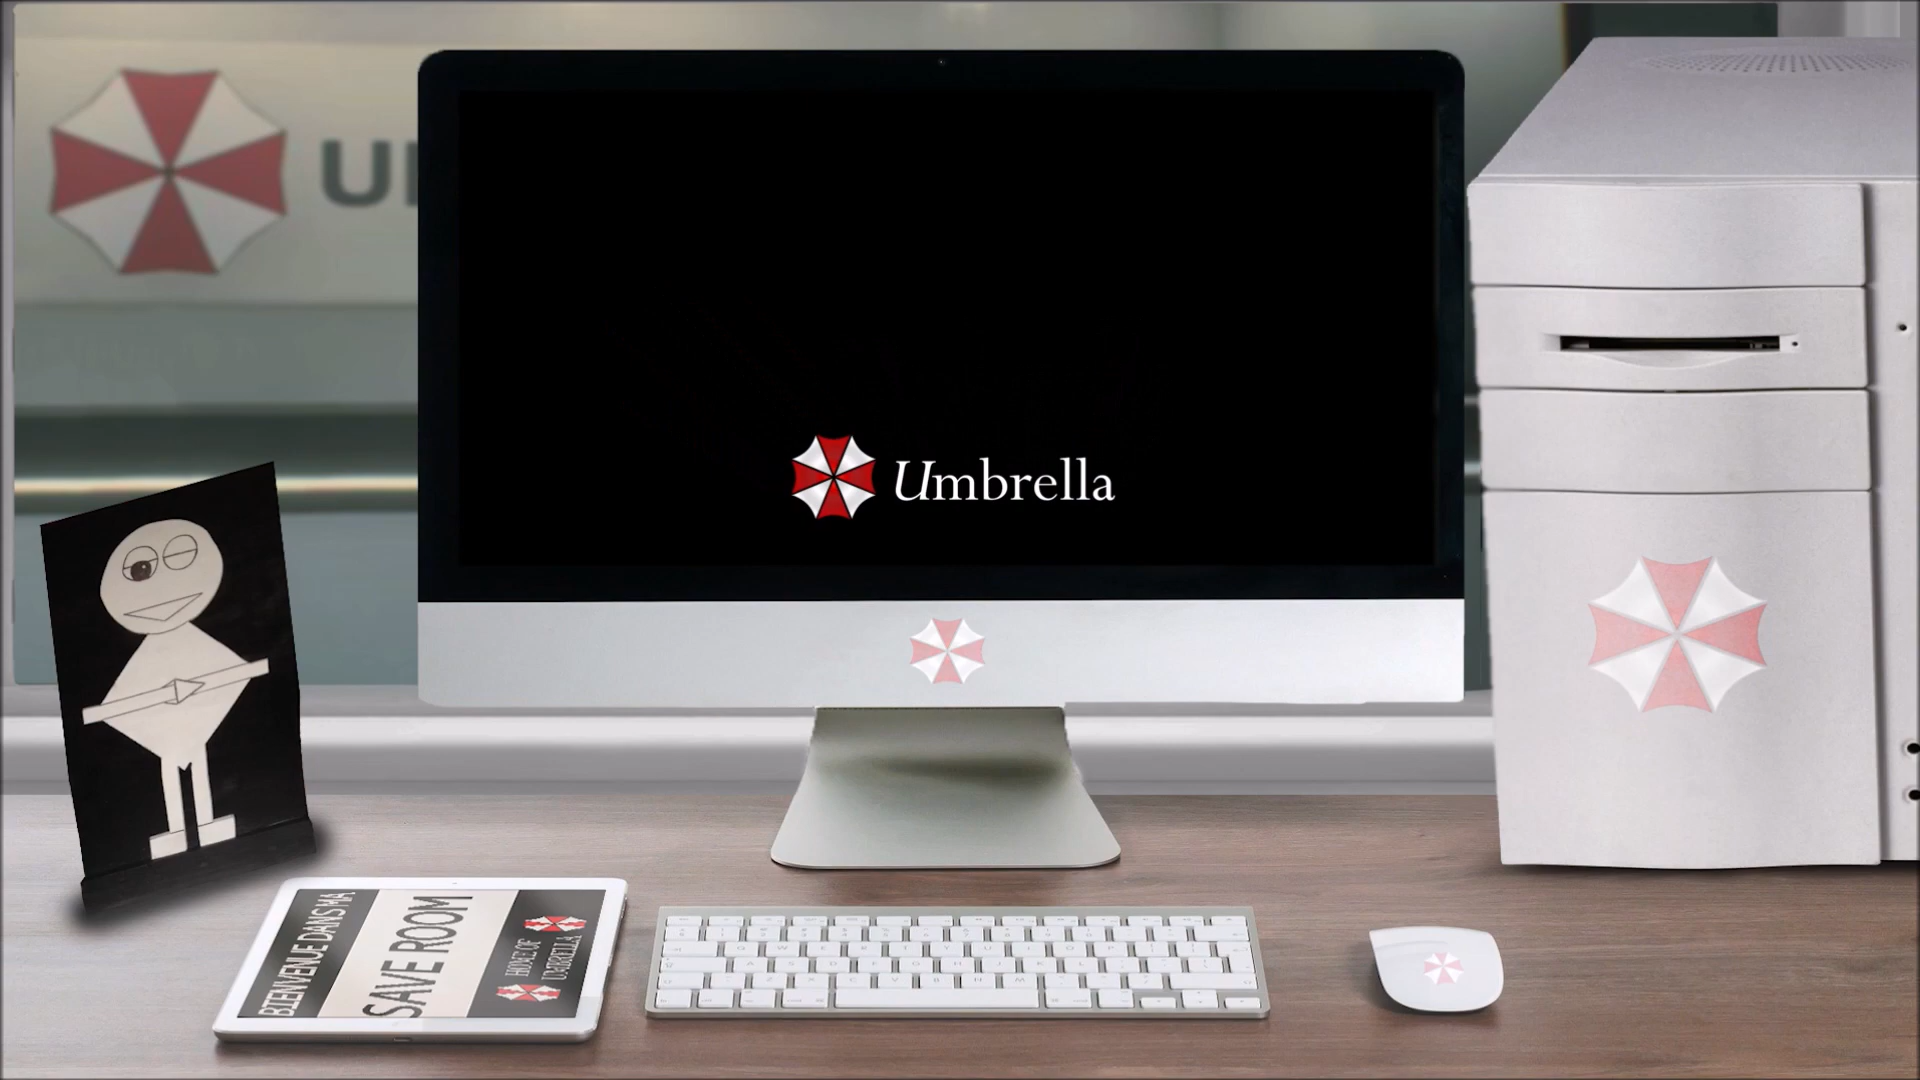 U
Umbrella
BIENVENUE DANS MA
SAVE ROOM
HOME OF
UMBRELLA